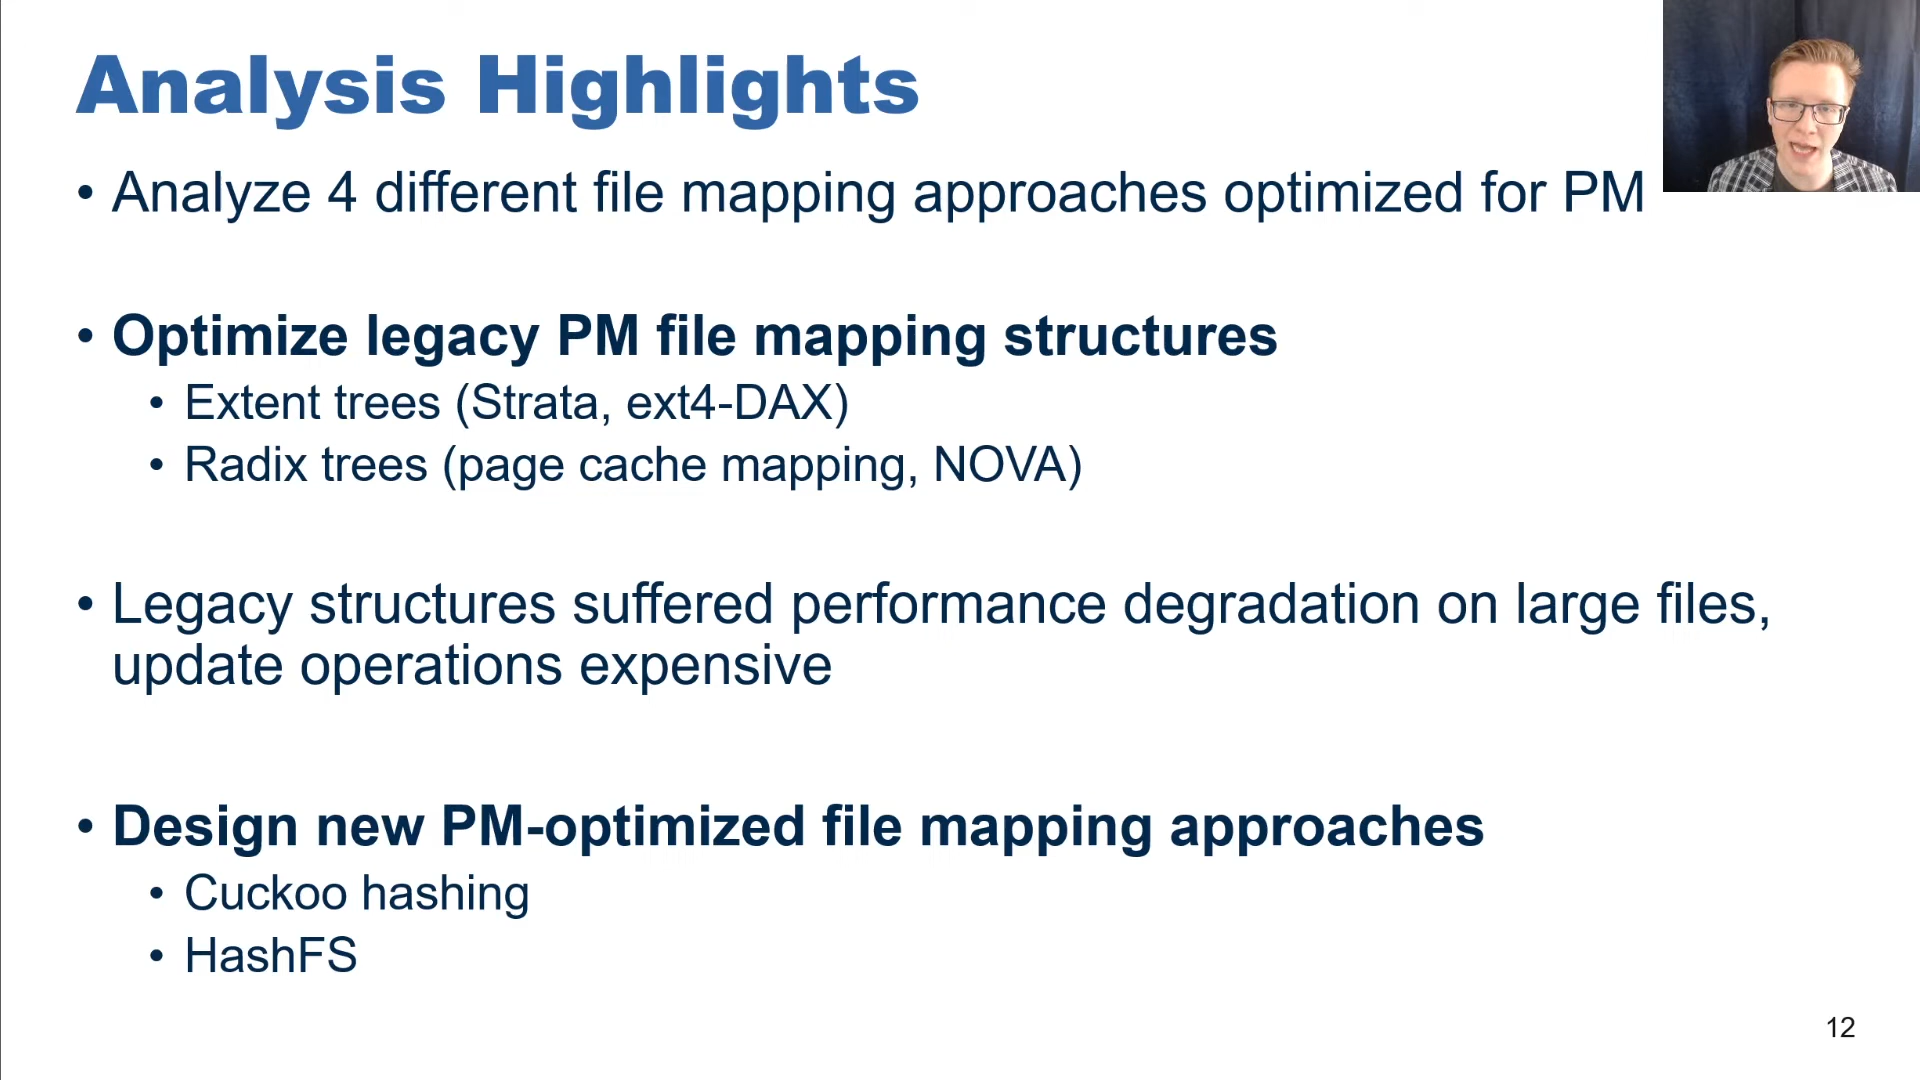 Analysis Highlights
• Analyze 4 different file mapping approaches optimized for PM
• Optimize legacy PM file mapping structures
• Extent trees (Strata, ext4-DAX)
• Radix trees (page cache mapping, NOVA)
• Legacy structures suffered performance degradation on large files,
update operations expensive
• Design new PM-optimized file mapping approaches
• Cuckoo hashing
• HashFS
12